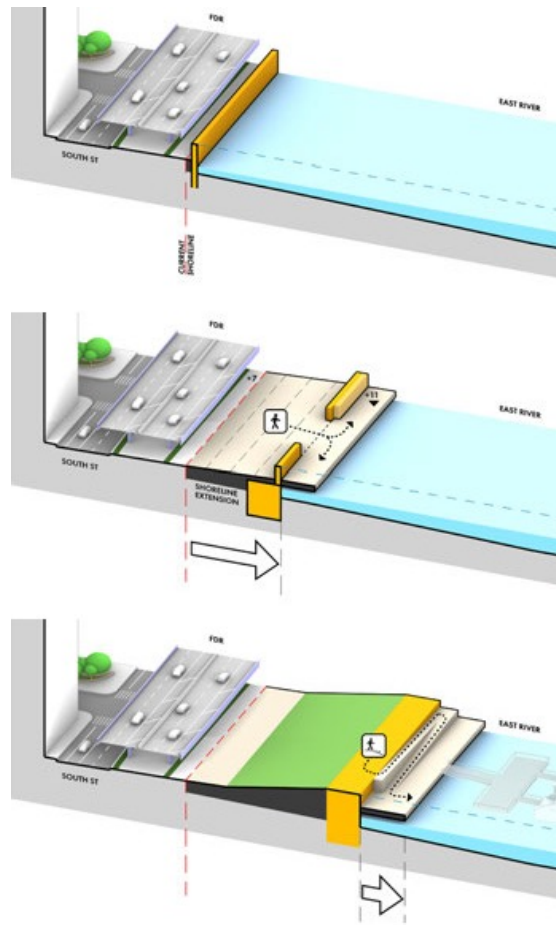 FDR
EAST RIVER
SOUTH ST
CURRENT
SHORELINE
FDR
+7
+11
EAST RIVER
SOUTH ST
SHORELINE
EXTENSION
FDR
EAST RIVER
SOUTH ST